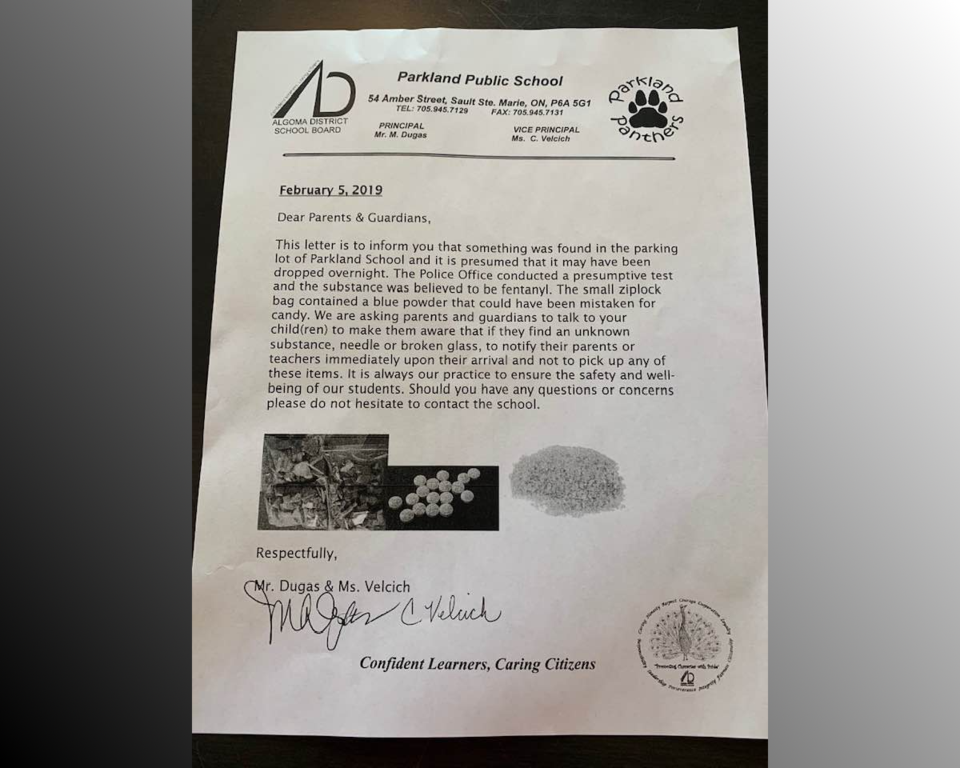 Parkland Public School
54 Amber Street, Sault Ste. Marie, ON, P6A 5G1
TEL: 705.945.7129 FAX: 705.945.7131
PRINCIPAL VICE PRINCIPAL
Mr. M. Dugas Ms. C. Velcich
ALGOMA DISTRICT
SCHOOL BOARD
Parkland
Panthers
February 5, 2019
Dear Parents & Guardians,
This letter is to inform you that something was found in the parking
lot of Parkland School and it is presumed that it may have been
dropped overnight. The Police Office conducted a presumptive test
and the substance was believed to be fentanyl. The small ziplock
bag contained a blue powder that could have been mistaken for
candy. We are asking parents and guardians to talk to your
child(ren) to make them aware that if they find an unknown
substance, needle or broken glass, to notify their parents or
teachers immediately upon their arrival and not to pick up any of
these items. It is always our practice to ensure the safety and well-
being of our students. Should you have any questions or concerns
please do not hesitate to contact the school.
Respectfully,
Mr. Dugas & Ms. Velcich
C Velcich
Confident Learners, Caring Citizens
"Promoting Character with Pride"